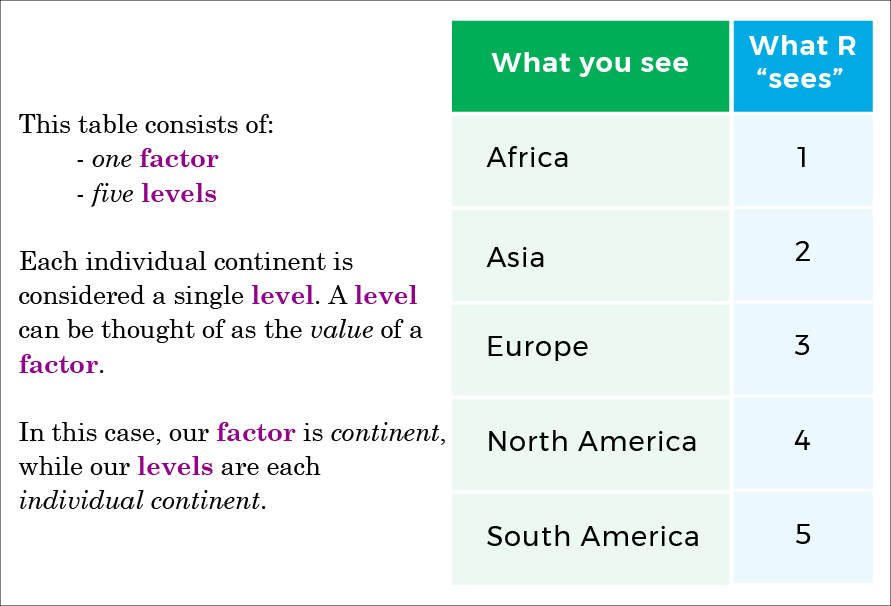 This table consists of:
- one factor
- five levels
Each individual continent is
considered a single level. A level
can be thought of as the value of a
factor.
In this case, our factor is continent,
while our levels are each
individual continent.
What you see
What R
“sees”
Africa 1
Asia 2
Europe 3
North America 4
South America 5